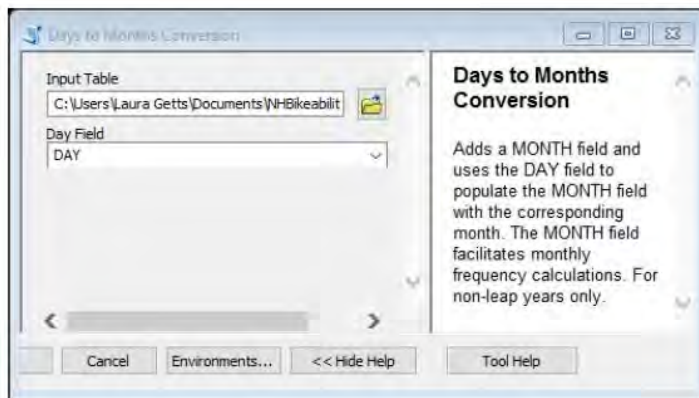 Days to Months Conversion
Input Table
C:\Users\Laura Getts\Documents\NHBikeabilit
Day Field
DAY
Days to Months
Conversion
Adds a MONTH field and
uses the DAY field to
populate the MONTH field
with the corresponding
month. The MONTH field
facilitates monthly
frequency calculations. For
non-leap years only.
Cancel
Environments...
<< Hide Help
Tool Help